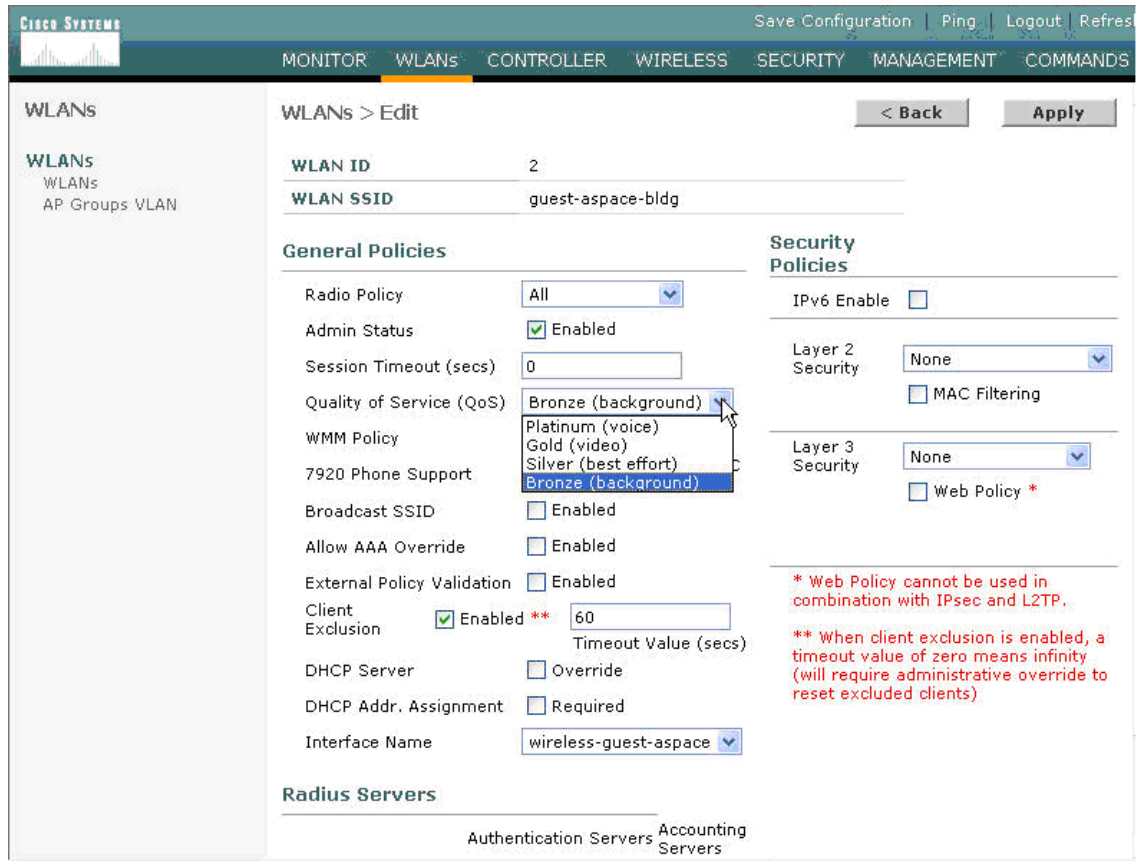 CISCO SYSTEMS
Save Configuration | Ping | Logout | Refres
MONITOR WLANs CONTROLLER WIRELESS SECURITY MANAGEMENT COMMANDS
WLANs
WLANs
WLANs
AP Groups VLAN
WLANs > Edit
< Back
Apply
WLAN ID 2
WLAN SSID guest-aspace-bldg
General Policies
Radio Policy All
Admin Status Enabled
Session Timeout (secs) 0
Quality of Service (QoS) Bronze (background)
Platinum (voice)
Gold (video)
Silver (best effort)
Bronze (background)
WMM Policy
7920 Phone Support
Broadcast SSID Enabled
Allow AAA Override Enabled
External Policy Validation Enabled
Client Exclusion Enabled ** 60
Timeout Value (secs)
DHCP Server Override
DHCP Addr. Assignment Required
Interface Name wireless-guest-aspace
Security
Policies
IPv6 Enable
Layer 2
Security None
MAC Filtering
Layer 3
Security None
Web Policy *
* Web Policy cannot be used in
combination with IPsec and L2TP.
** When client exclusion is enabled, a
timeout value of zero means infinity
(will require administrative override to
reset excluded clients)
Radius Servers
Authentication Servers Accounting
Servers